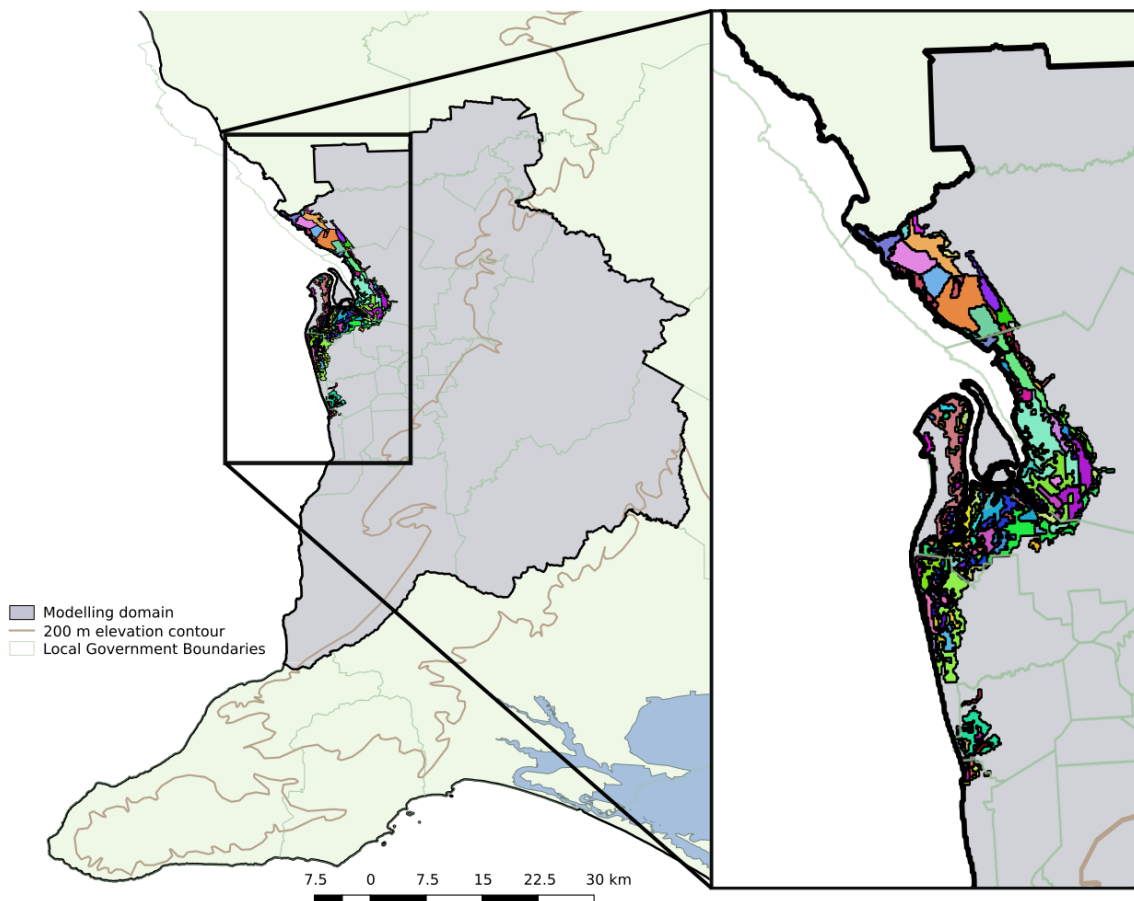 Modelling domain
200 m elevation contour
Local Government Boundaries
7.5 0 7.5 15 22.5 30 km